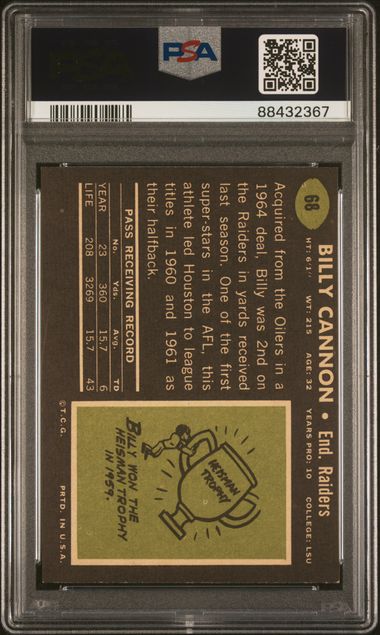 PSA
PSA
88432367
68
BILLY CANNON • End. Raiders
HT: 6'1" WT: 215 AGE: 32 YEARS PRO: 10 COLLEGE: LSU
Acquired from the Oilers in a
1964 deal, Billy was 2nd on
the Raiders in yards received
last season. One of the first
super-stars in the AFL, this
athlete led Houston to league
titles in 1960 and 1961 as
their halfback.
PASS RECEIVING RECORD
No. Yds. Avg. TD
YEAR 23 360 15.7 6
LIFE 208 3269 15.7 43
HEISMAN
TROPHY
BILLY WON THE
HEISMAN TROPHY
IN 1959.
©T.C.G. PRTD. IN U.S.A.